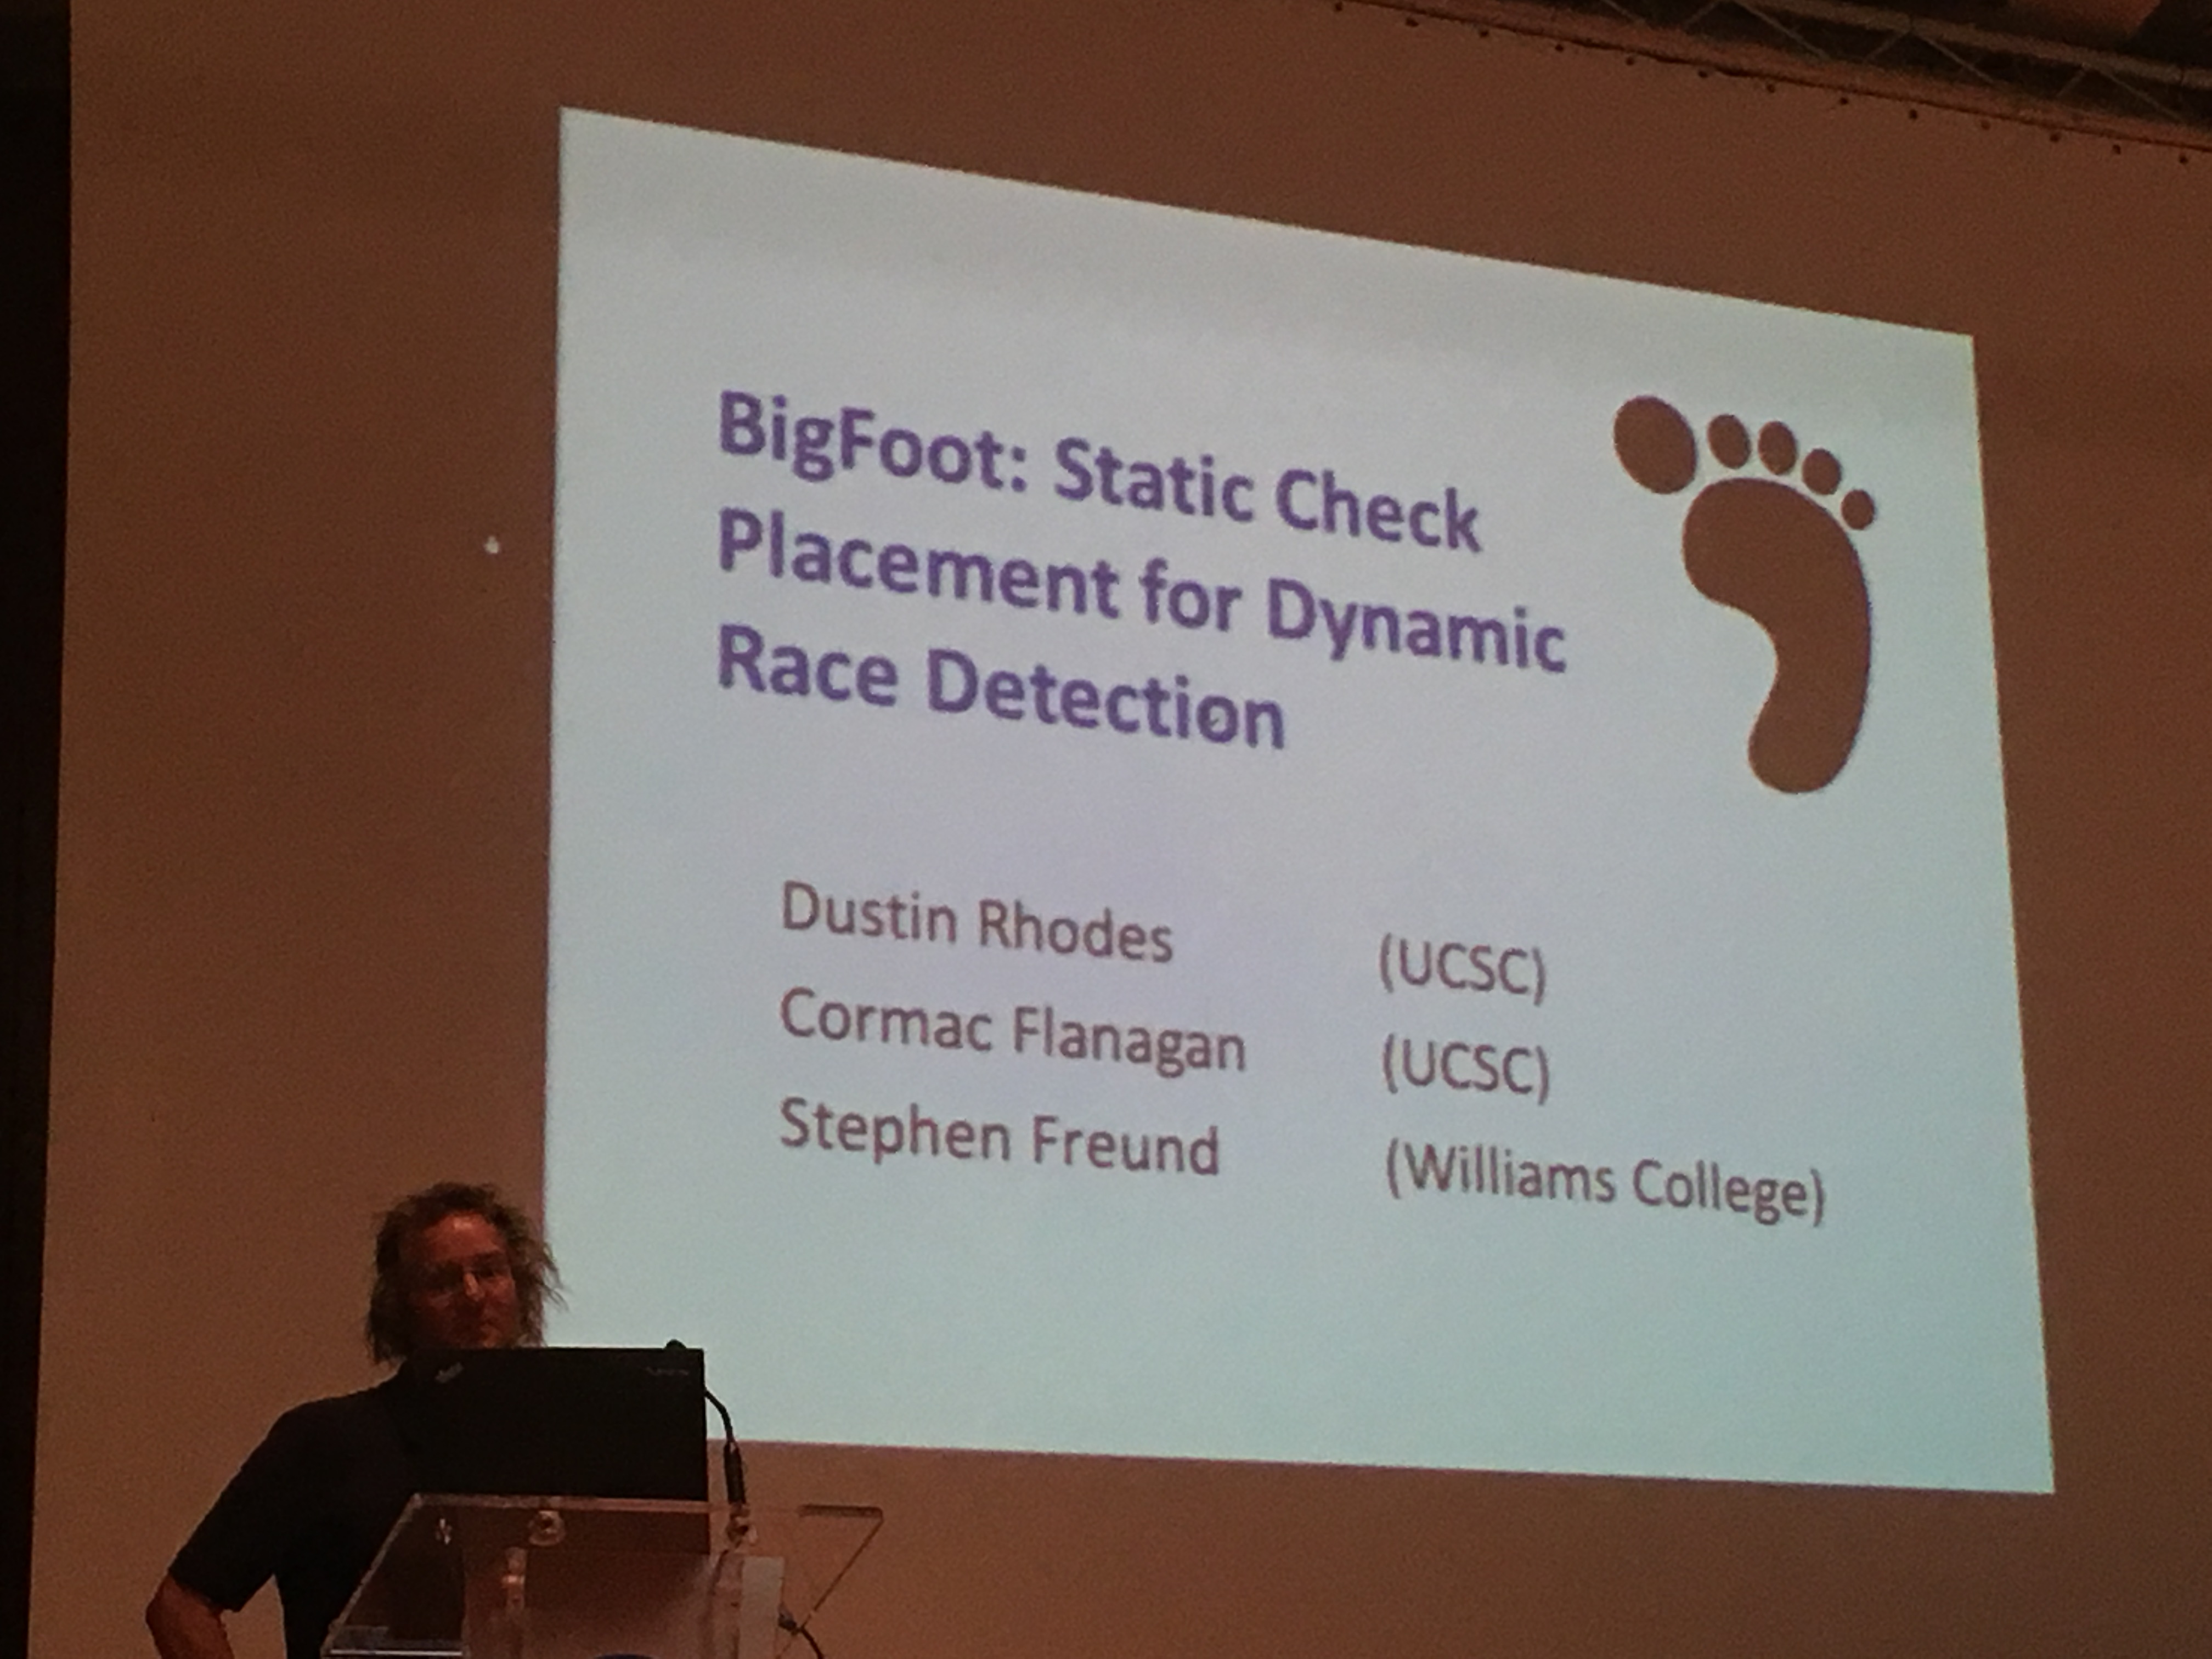 BigFoot: Static Check
Placement for Dynamic
Race Detection
Dustin Rhodes (UCSC)
Cormac Flanagan (UCSC)
Stephen Freund (Williams College)